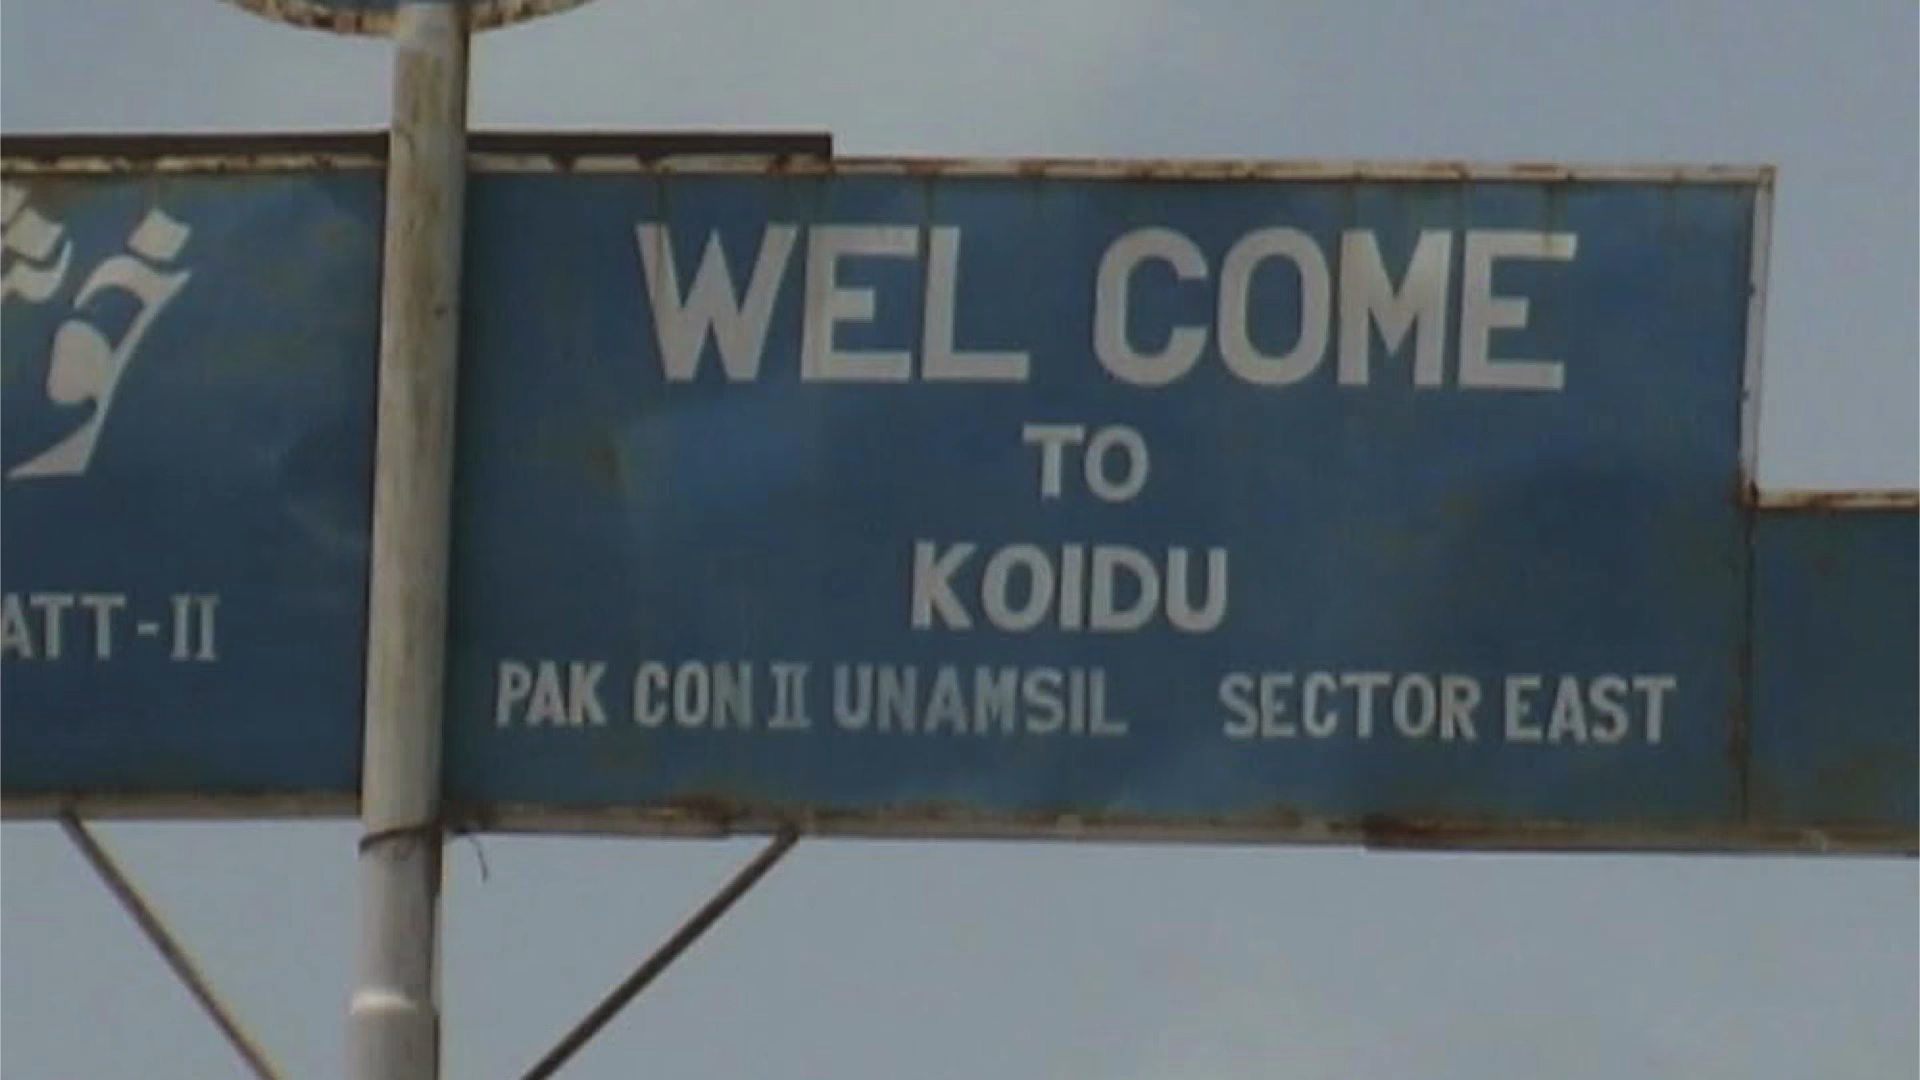 WEL COME
TO
KOIDU
PAK CON II UNAMSIL SECTOR EAST
ATT-II